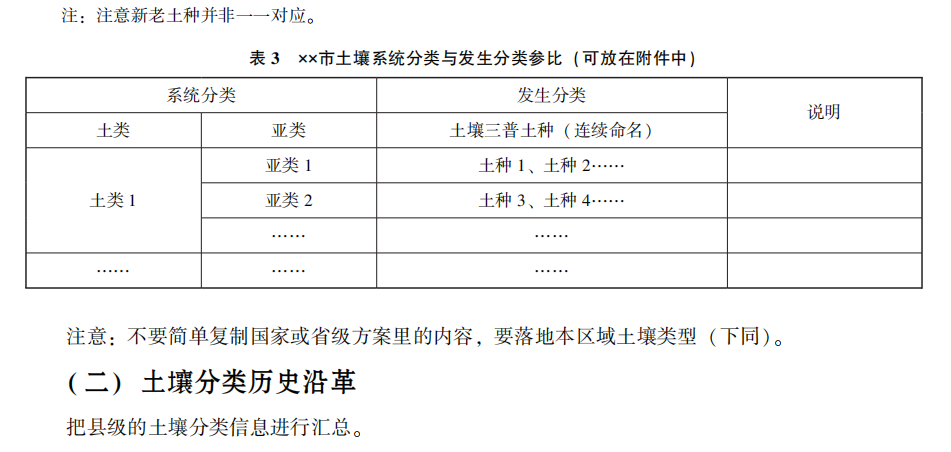 注：注意新老土种并非一一对应。
表 3 ××市土壤系统分类与发生分类参比（可放在附件中）
系统分类 发生分类 说明
土类 亚类 土壤三普土种（连续命名）
土类 1 亚类 1 土种 1、土种 2……
亚类 2 土种 3、土种 4……
…… ……
…… …… ……
注意：不要简单复制国家或省级方案里的内容，要落地本区域土壤类型（下同）。
（二）土壤分类历史沿革
把县级的土壤分类信息进行汇总。